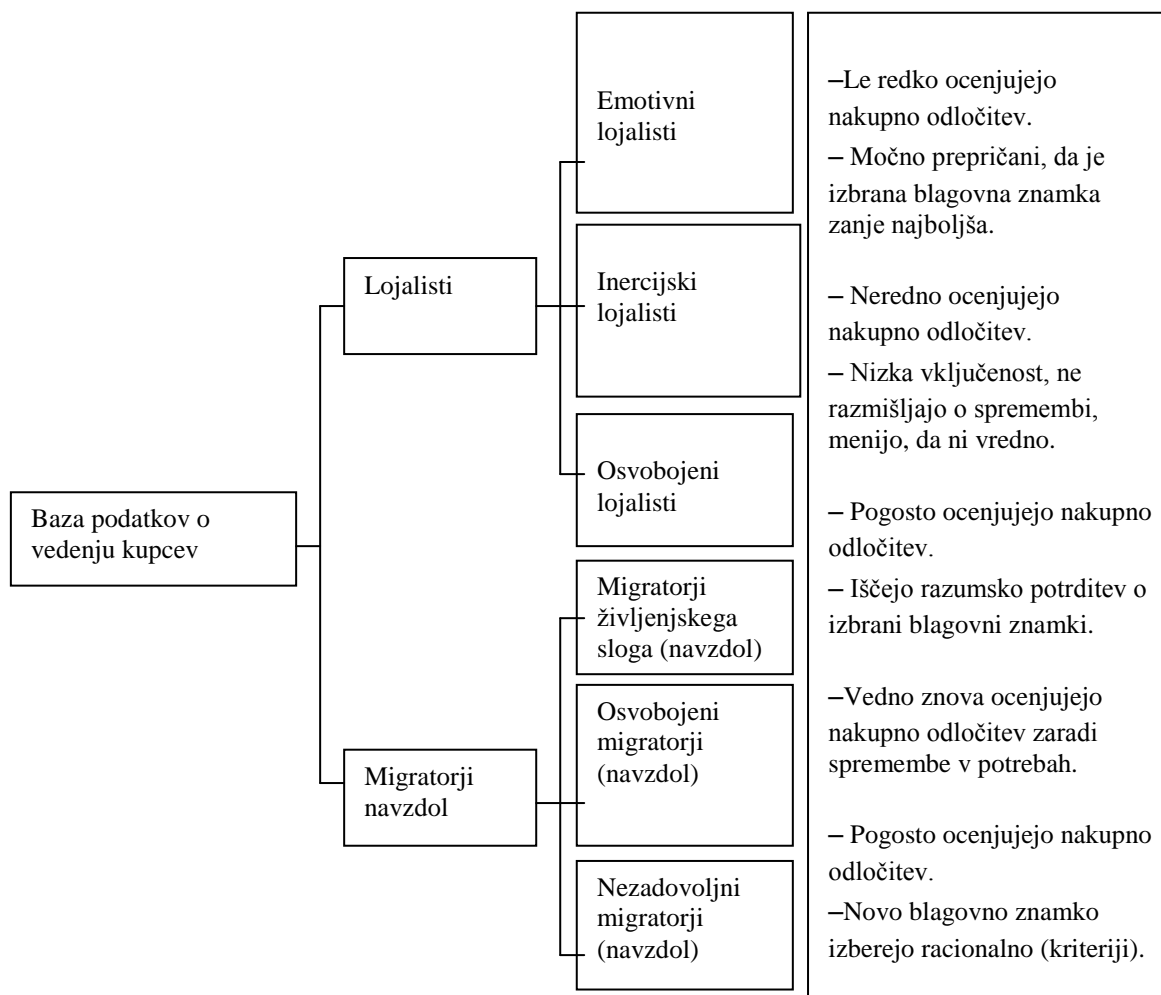 Baza podatkov o
vedenju kupcev
Lojalisti
Migratorji
navzdol
Emotivni
lojalisti
Inercijski
lojalisti
Osvobojeni
lojalisti
Migratorji
življenjskega
sloga (navzdol)
Osvobojeni
migratorji
(navzdol)
Nezadovoljni
migratorji
(navzdol)
–Le redko ocenjujejo
nakupno odločitev.
– Močno prepričani, da je
izbrana blagovna znamka
zanje najboljša.
– Neredno ocenjujejo
nakupno odločitev.
– Nizka vključenost, ne
razmišljajo o spremembi,
menijo, da ni vredno.
– Pogosto ocenjujejo nakupno
odločitev.
– Iščejo razumsko potrditev o
izbrani blagovni znamki.
–Vedno znova ocenjujejo
nakupno odločitev zaradi
spremembe v potrebah.
– Pogosto ocenjujejo nakupno
odločitev.
–Novo blagovno znamko
izberejo racionalno (kriteriji).